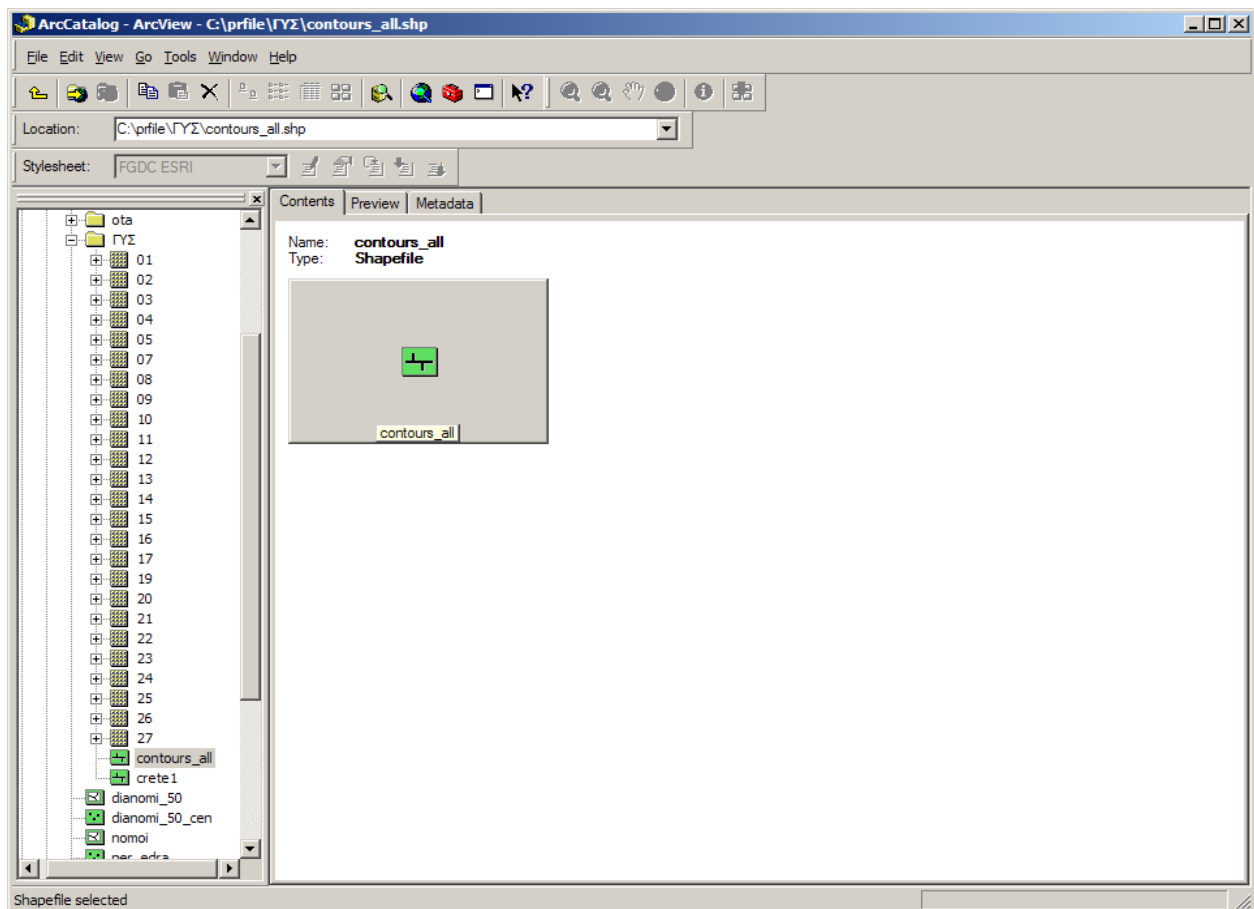 ArcCatalog - ArcView - C:\prfile\ΓΥΣ\contours_all.shp
File Edit View Go Tools Window Help
Location: C:\prfile\ΓΥΣ\contours_all.shp
Stylesheet: FGDC ESRI
Contents Preview Metadata
ota
ΓΥΣ
01
02
03
04
05
07
08
09
10
11
12
13
14
15
16
17
19
20
21
22
23
24
25
26
27
contours_all
crete1
dianomi_50
dianomi_50_cen
nomoi
per_edra
Name: contours_all
Type: Shapefile
contours_all
Shapefile selected